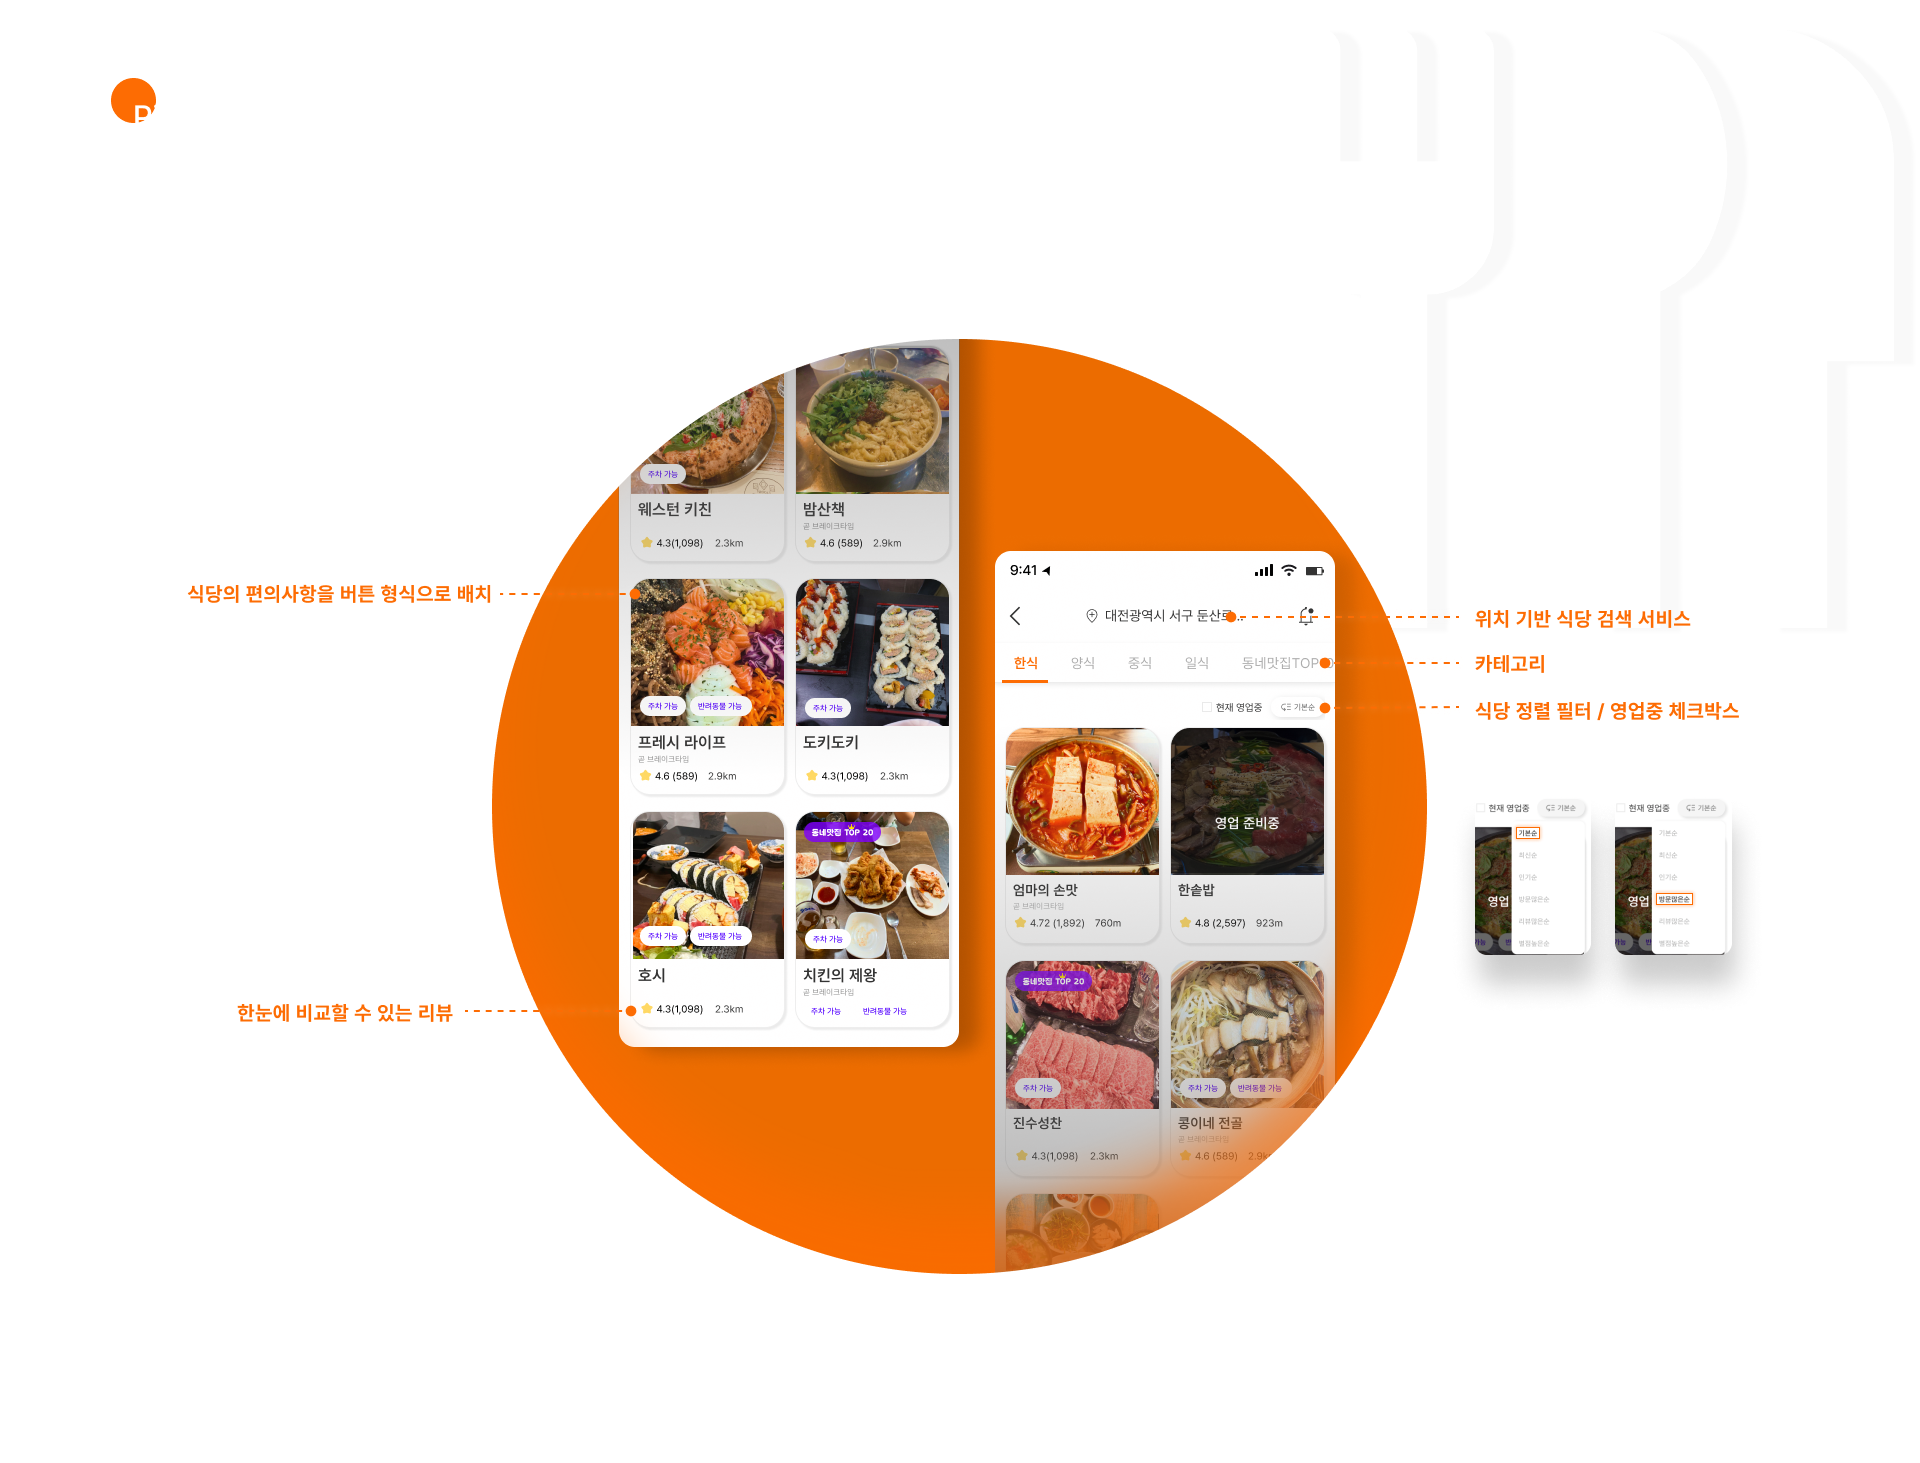 주차 가능
웨스턴 키친
4.3(1,098) 2.3km
밤산책
곧 브레이크타임
4.6 (589) 2.9km
식당의 편의사항을 버튼 형식으로 배치
주차 가능 반려동물 가능
프레시 라이프
곧 브레이크타임
4.6 (589) 2.9km
주차 가능
도키도키
4.3(1,098) 2.3km
주차 가능 반려동물 가능
호시
4.3(1,098) 2.3km
동네맛집 TOP 20
주차 가능
치킨의 제왕
곧 브레이크타임
주차 가능 반려동물 가능
한눈에 비교할 수 있는 리뷰
9:41
대전광역시 서구 둔산로...
한식 양식 중식 일식 동네맛집TOP
현재 영업중 기본순
엄마의 손맛
곧 브레이크타임
4.72 (1,892) 760m
영업 준비중
한솥밥
4.8 (2,597) 923m
동네맛집 TOP 20
주차 가능
진수성찬
4.3(1,098) 2.3km
주차 가능 반려동물 가능
콩이네 전골
곧 브레이크타임
4.6 (589) 2.9k
위치 기반 식당 검색 서비스
카테고리
식당 정렬 필터 / 영업중 체크박스
현재 영업중 기본순
기본순
최신순
인기순
영업 방문많은순
리뷰많은순
별점높은순
현재 영업중 기본순
기본순
최신순
인기순
영업 방문많은순
리뷰많은순
별점높은순